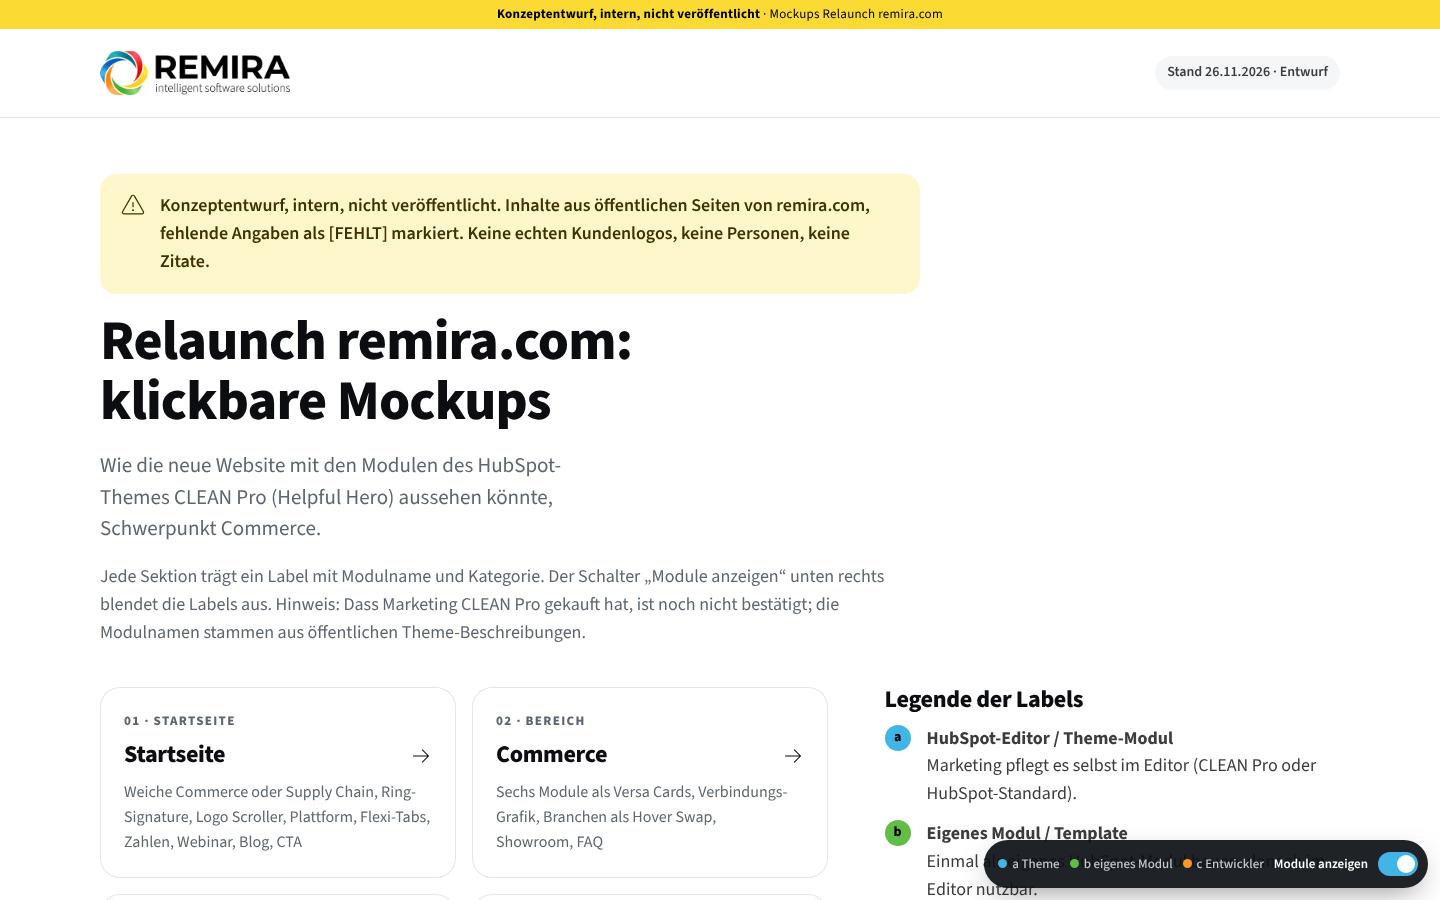 Konzeptentwurf, intern, nicht veröffentlicht · Mockups Relaunch remira.com
REMIRA
intelligent software solutions
Stand 26.11.2026 · Entwurf
Konzeptentwurf, intern, nicht veröffentlicht. Inhalte aus öffentlichen Seiten von remira.com,
fehlende Angaben als [FEHLT] markiert. Keine echten Kundenlogos, keine Personen, keine
Zitate.
Relaunch remira.com:
klickbare Mockups
Wie die neue Website mit den Modulen des HubSpot-
Themes CLEAN Pro (Helpful Hero) aussehen könnte,
Schwerpunkt Commerce.
Jede Sektion trägt ein Label mit Modulname und Kategorie. Der Schalter „Module anzeigen“ unten rechts
blendet die Labels aus. Hinweis: Dass Marketing CLEAN Pro gekauft hat, ist noch nicht bestätigt; die
Modulnamen stammen aus öffentlichen Theme-Beschreibungen.
01 · STARTSEITE
Startseite
Weiche Commerce oder Supply Chain, Ring-
Signature, Logo Scroller, Plattform, Flexi-Tabs,
Zahlen, Webinar, Blog, CTA
02 · BEREICH
Commerce
Sechs Module als Versa Cards, Verbindungs-
Grafik, Branchen als Hover Swap,
Showroom, FAQ
Legende der Labels
a
HubSpot-Editor / Theme-Modul
Marketing pflegt es selbst im Editor (CLEAN Pro oder
HubSpot-Standard).
b
Eigenes Modul / Template
Einmal
Editor nutzbar.
a Theme b eigenes Modul c Entwickler Module anzeigen